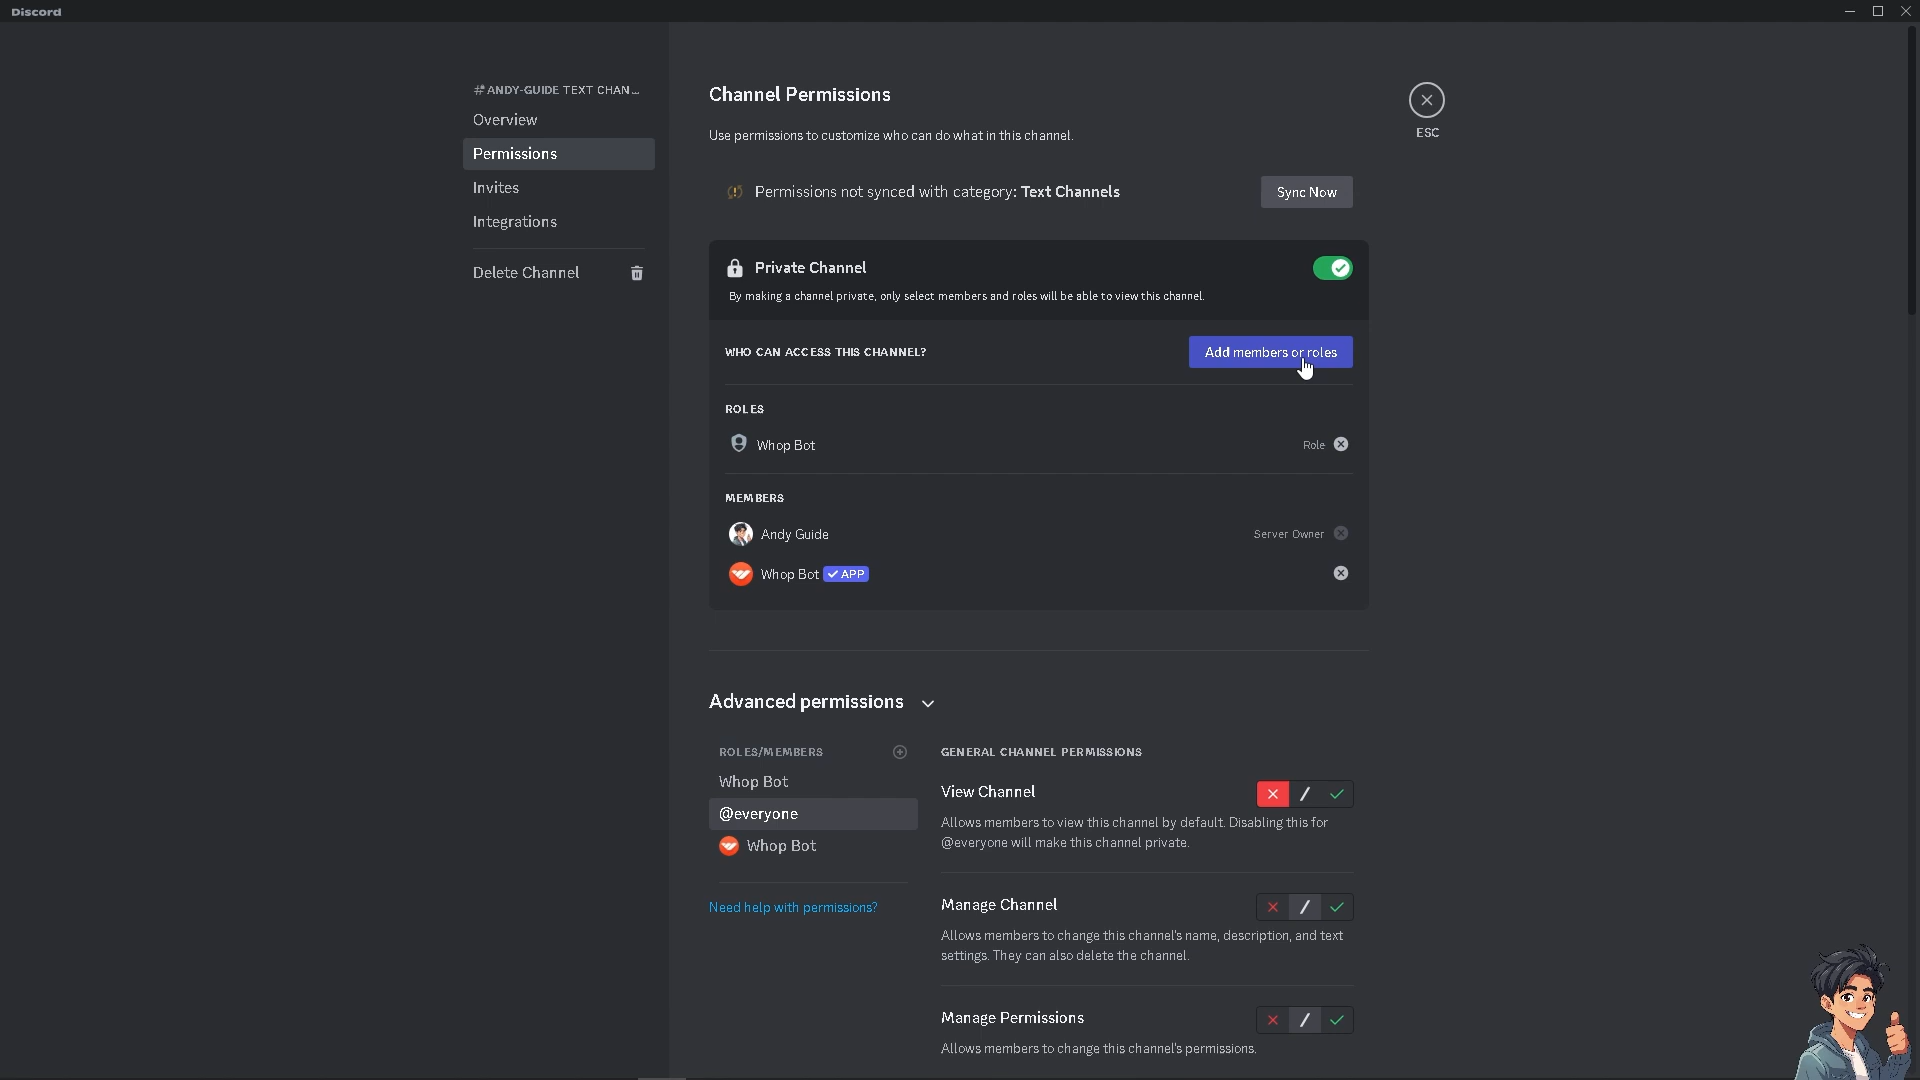 Discord
#ANDY-GUIDE TEXT CHAN...
Overview
Permissions
Invites
Integrations
Delete Channel
Channel Permissions
Use permissions to customize who can do what in this channel.
ESC
Permissions not synced with category: Text Channels
Sync Now
Private Channel
By making a channel private, only select members and roles will be able to view this channel.
WHO CAN ACCESS THIS CHANNEL?
Add members or roles
ROLES
Whop Bot
Role
MEMBERS
Andy Guide
Server Owner
Whop Bot APP
Advanced permissions
ROLES/MEMBERS
Whop Bot
@everyone
Whop Bot
Need help with permissions?
GENERAL CHANNEL PERMISSIONS
View Channel
Allows members to view this channel by default. Disabling this for
@everyone will make this channel private.
Manage Channel
Allows members to change this channel's name, description, and text
settings. They can also delete the channel.
Manage Permissions
Allows members to change this channel's permissions.